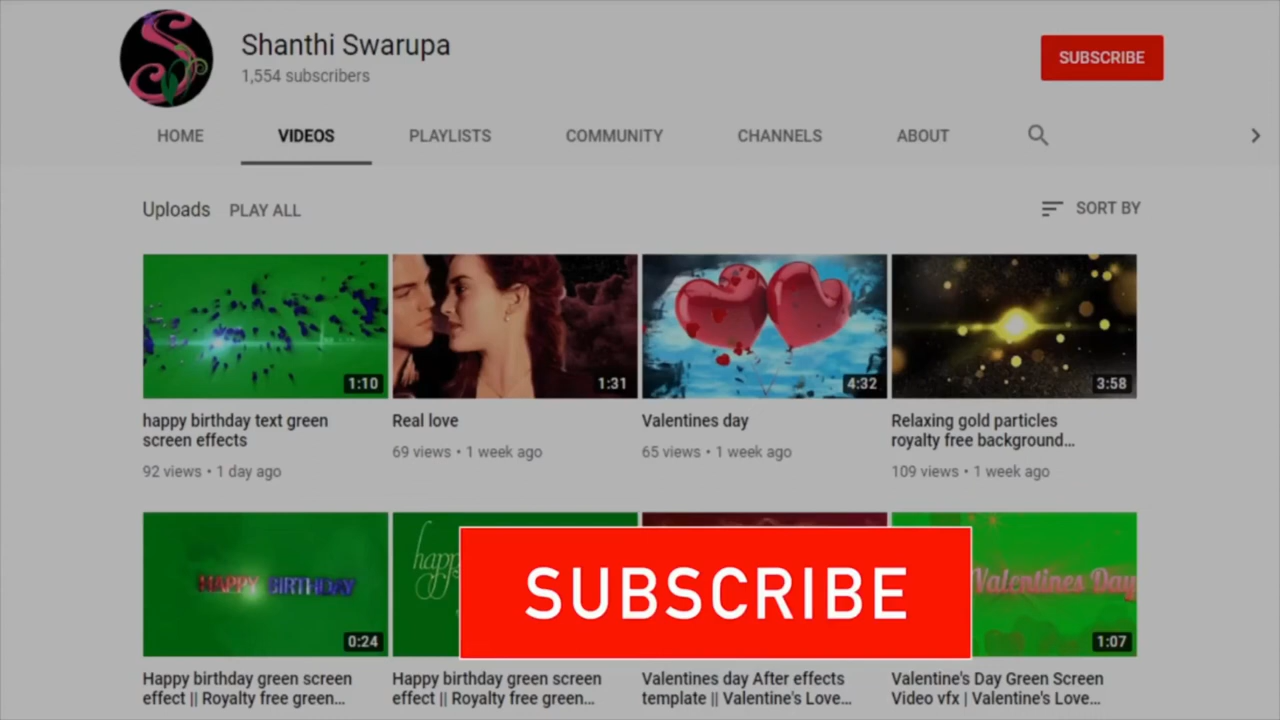 Shanthi Swarupa
1,554 subscribers
SUBSCRIBE
HOME VIDEOS PLAYLISTS COMMUNITY CHANNELS ABOUT
Uploads PLAY ALL SORT BY
1:10 1:31 4:32 3:58
happy birthday text green
screen effects
92 views • 1 day ago
Real love
69 views • 1 week ago
Valentines day
65 views • 1 week ago
Relaxing gold particles
royalty free background...
109 views • 1 week ago
HAPPY BIRTHDAY
0:24
happ
SUBSCRIBE
Valentines Day
1:07
Happy birthday green screen
effect || Royalty free green...
Happy birthday green screen
effect || Royalty free green...
Valentines day After effects
template || Valentine's Love...
Valentine's Day Green Screen
Video vfx | Valentine's Love...